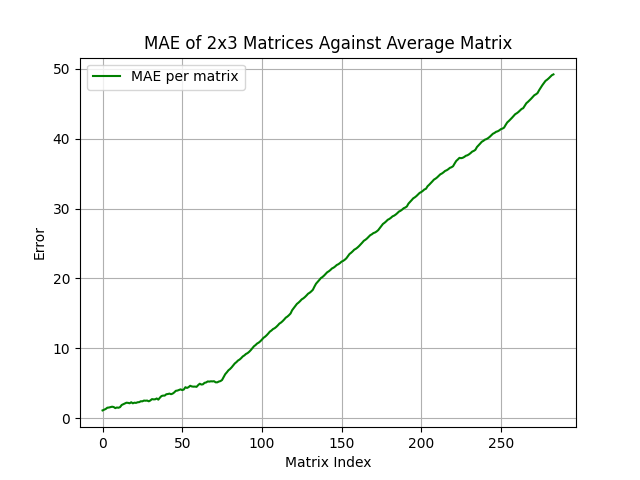 MAE of 2x3 Matrices Against Average Matrix
MAE per matrix
50
40
30
20
10
0
Error
0 50 100 150 200 250
Matrix Index